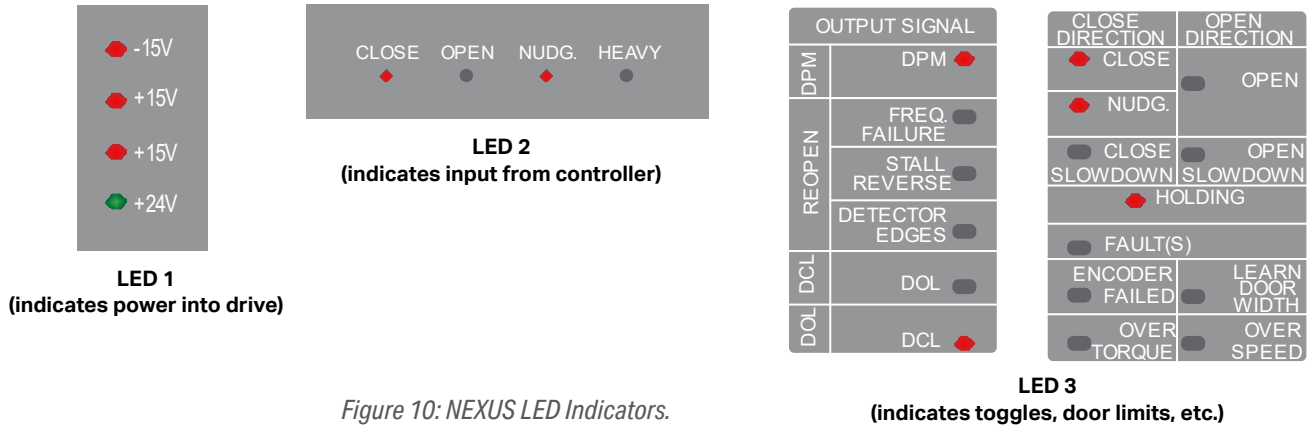 -15V
+15V
+15V
+24V
LED 1
(indicates power into drive)
CLOSE OPEN NUDG. HEAVY
LED 2
(indicates input from controller)
OUTPUT SIGNAL
DPM
DPM
REOPEN
FREQ.
FAILURE
STALL
REVERSE
DETECTOR
EDGES
DCL
DOL
DOL
DCL
CLOSE
DIRECTION
OPEN
DIRECTION
CLOSE
OPEN
NUDG.
CLOSE
SLOWDOWN
OPEN
SLOWDOWN
HOLDING
FAULT(S)
ENCODER
FAILED
LEARN
DOOR
WIDTH
OVER
TORQUE
OVER
SPEED
LED 3
(indicates toggles, door limits, etc.)
Figure 10: NEXUS LED Indicators.